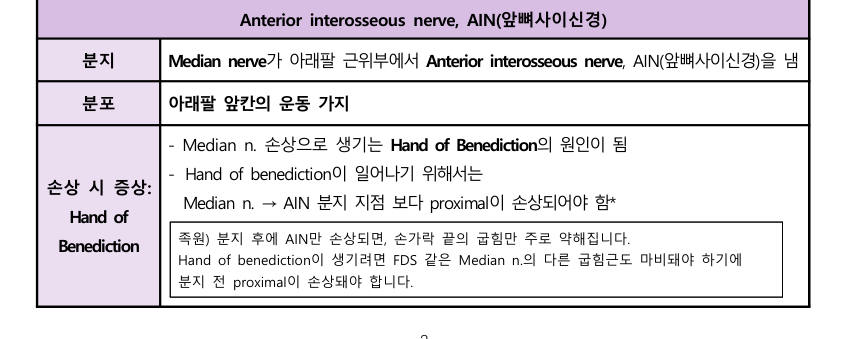 Anterior interosseous nerve, AIN(앞뼈사이신경)
분지
Median nerve가 아래팔 근위부에서 Anterior interosseous nerve, AIN(앞뼈사이신경)을 냄
분포
아래팔 앞칸의 운동 가지
손상 시 증상:
Hand of
Benediction
- Median n. 손상으로 생기는 Hand of Benediction의 원인이 됨
- Hand of benediction이 일어나기 위해서는
Median n. → AIN 분지 지점 보다 proximal이 손상되어야 함*
족원) 분지 후에 AIN만 손상되면, 손가락 끝의 굽힘만 주로 약해집니다.
Hand of benediction이 생기려면 FDS 같은 Median n.의 다른 굽힘근도 마비돼야 하기에
분지 전 proximal이 손상돼야 합니다.